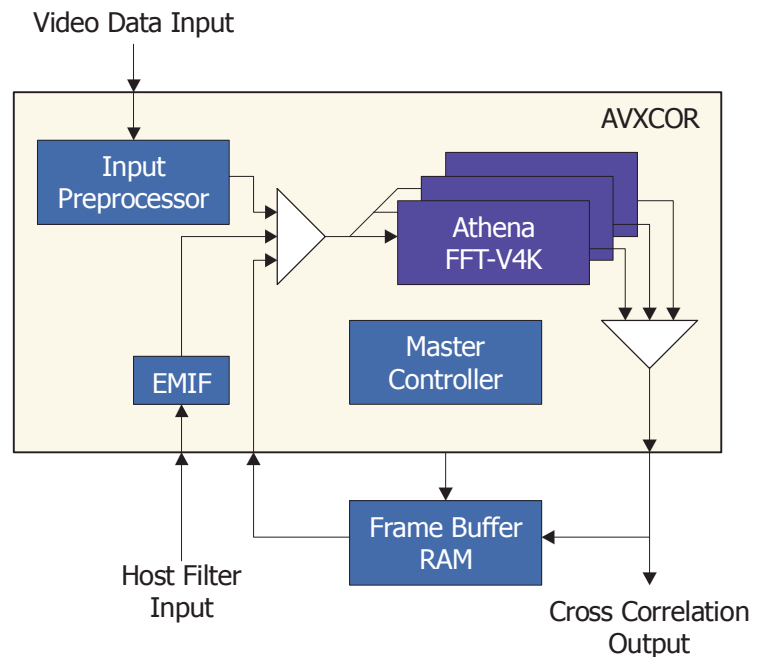 Video Data Input
AVXCOR
Input
Preprocessor
Athena
FFT-V4K
Master
Controller
EMIF
Frame Buffer
RAM
Host Filter
Input
Cross Correlation
Output